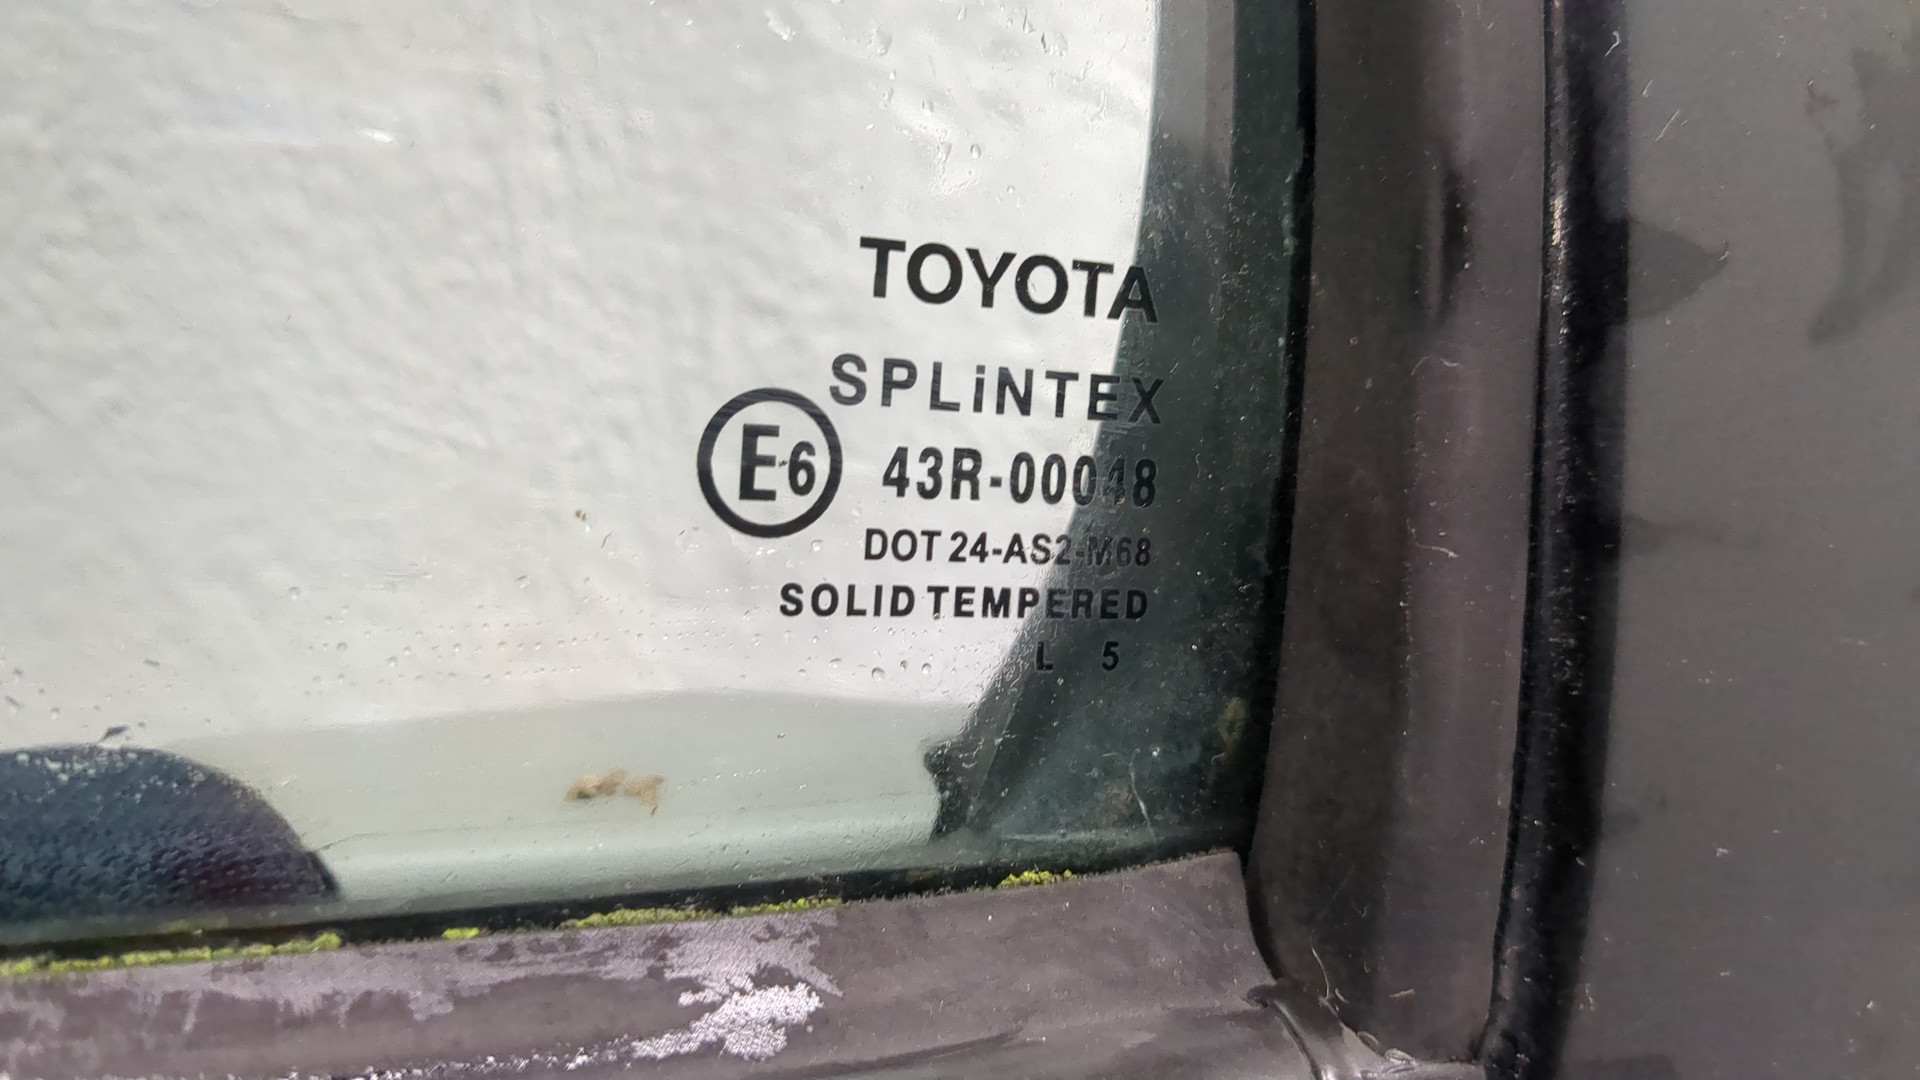 TOYOTA
SPLiNTEX
E6 43R-00048
DOT 24-AS2-M68
SOLID TEMPERED
L 5